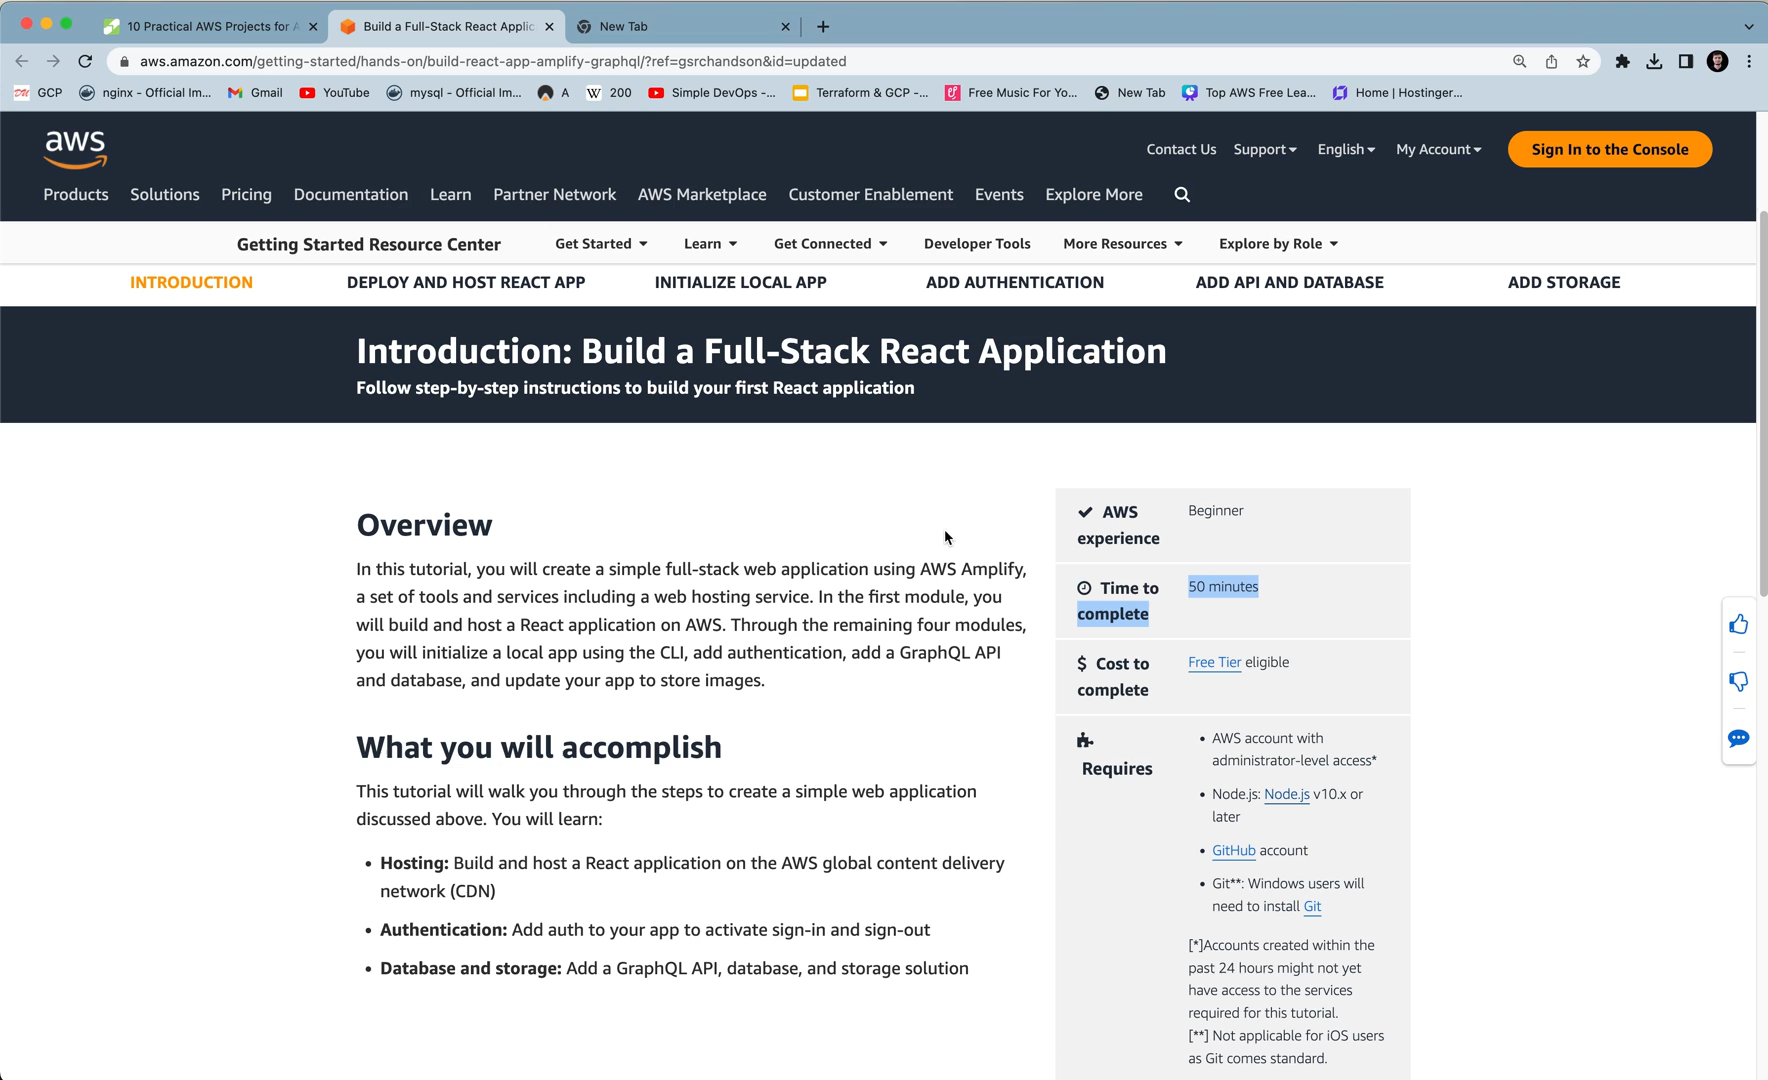 10 Practical AWS Projects for A
Build a Full-Stack React Applic
New Tab
aws.amazon.com/getting-started/hands-on/build-react-app-amplify-graphql/?ref=gsrchandson&id=updated
GCP
nginx - Official Im...
Gmail
YouTube
mysql - Official Im...
A
W 200
Simple DevOps -...
Terraform & GCP -...
Free Music For Yo...
New Tab
Top AWS Free Lea...
Home | Hostinger...
aws
Contact Us Support English My Account Sign In to the Console
Products Solutions Pricing Documentation Learn Partner Network AWS Marketplace Customer Enablement Events Explore More
Getting Started Resource Center Get Started Learn Get Connected Developer Tools More Resources Explore by Role
INTRODUCTION DEPLOY AND HOST REACT APP INITIALIZE LOCAL APP ADD AUTHENTICATION ADD API AND DATABASE ADD STORAGE
Introduction: Build a Full-Stack React Application
Follow step-by-step instructions to build your first React application
Overview
In this tutorial, you will create a simple full-stack web application using AWS Amplify,
a set of tools and services including a web hosting service. In the first module, you
will build and host a React application on AWS. Through the remaining four modules,
you will initialize a local app using the CLI, add authentication, add a GraphQL API
and database, and update your app to store images.
What you will accomplish
This tutorial will walk you through the steps to create a simple web application
discussed above. You will learn:
• Hosting: Build and host a React application on the AWS global content delivery
network (CDN)
• Authentication: Add auth to your app to activate sign-in and sign-out
• Database and storage: Add a GraphQL API, database, and storage solution
AWS
experience
Beginner
Time to
complete
50 minutes
$ Cost to
complete
Free Tier eligible
Requires
• AWS account with
administrator-level access*
• Node.js: Node.js v10.x or
later
• GitHub account
• Git**: Windows users will
need to install Git
[*]Accounts created within the
past 24 hours might not yet
have access to the services
required for this tutorial.
[**] Not applicable for iOS users
as Git comes standard.